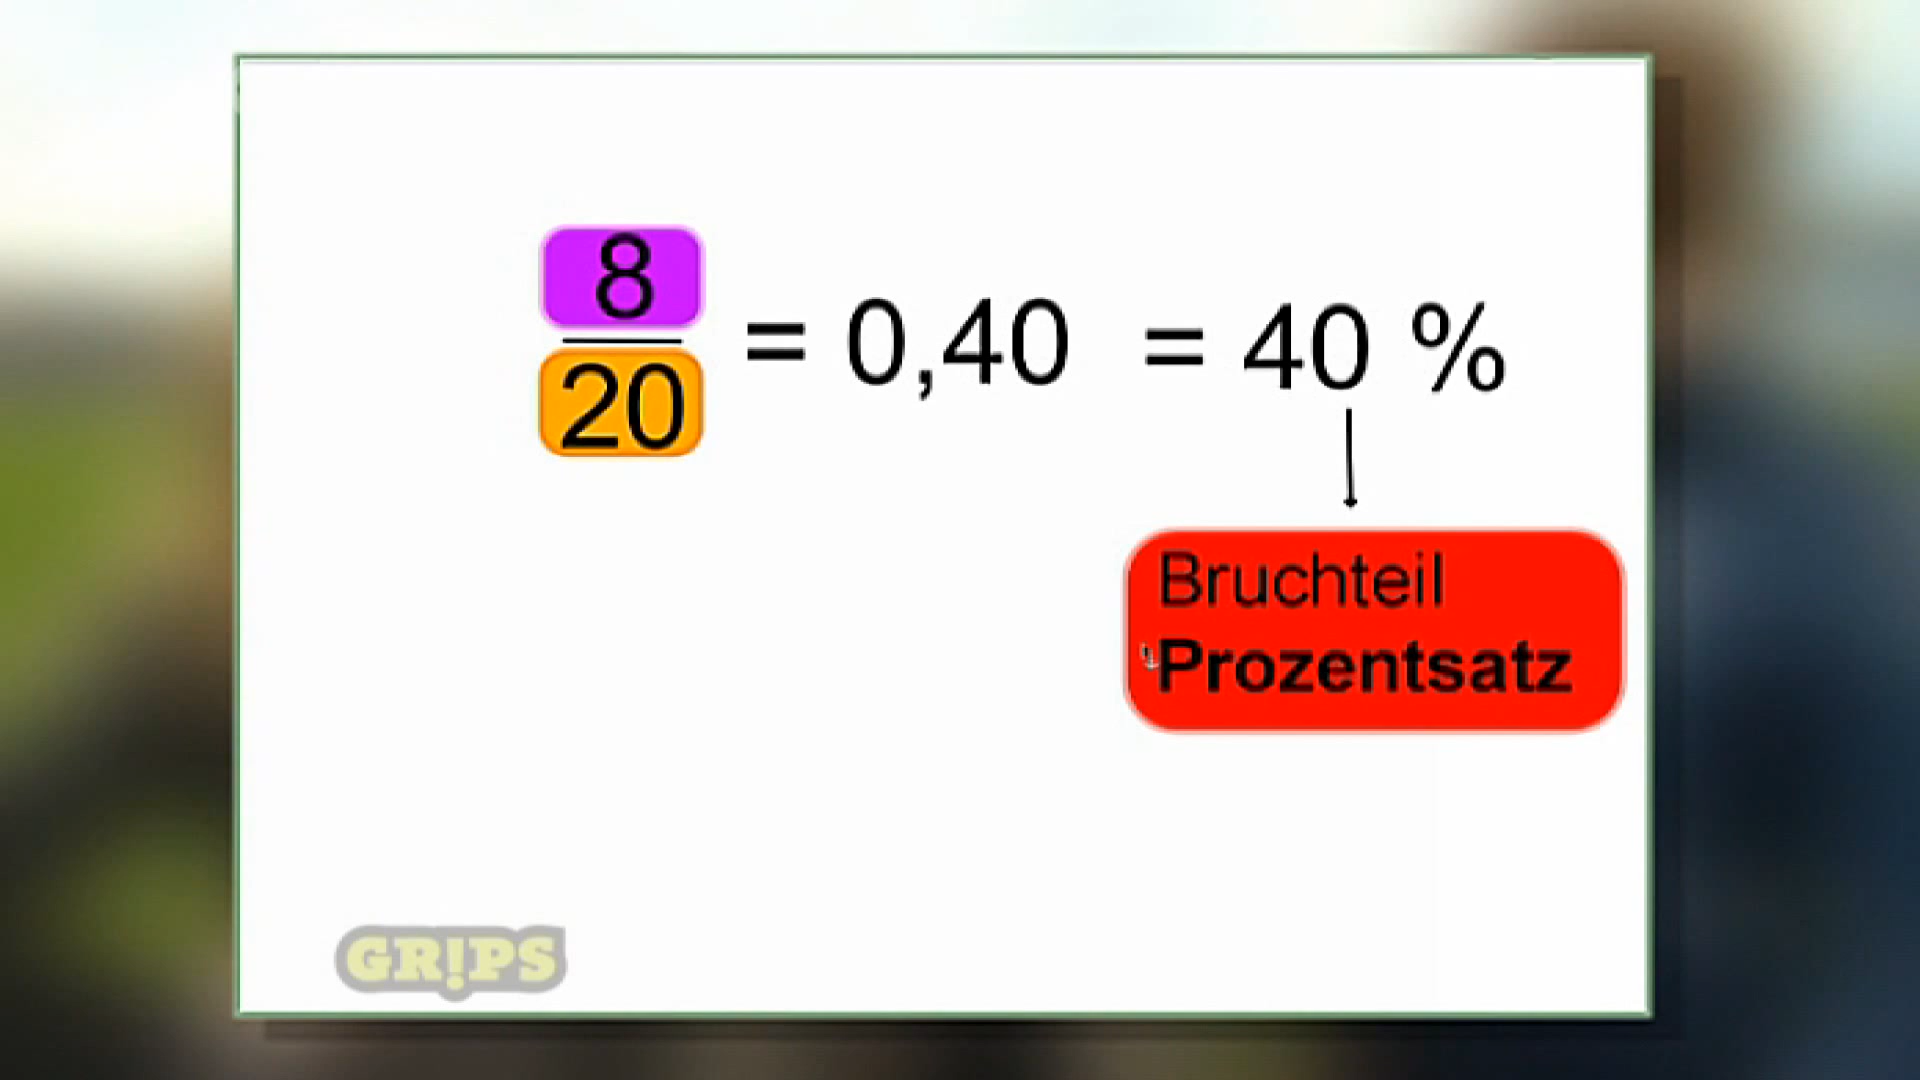 8
20
= 0,40 = 40 %
Bruchteil
Prozentsatz
GR!PS